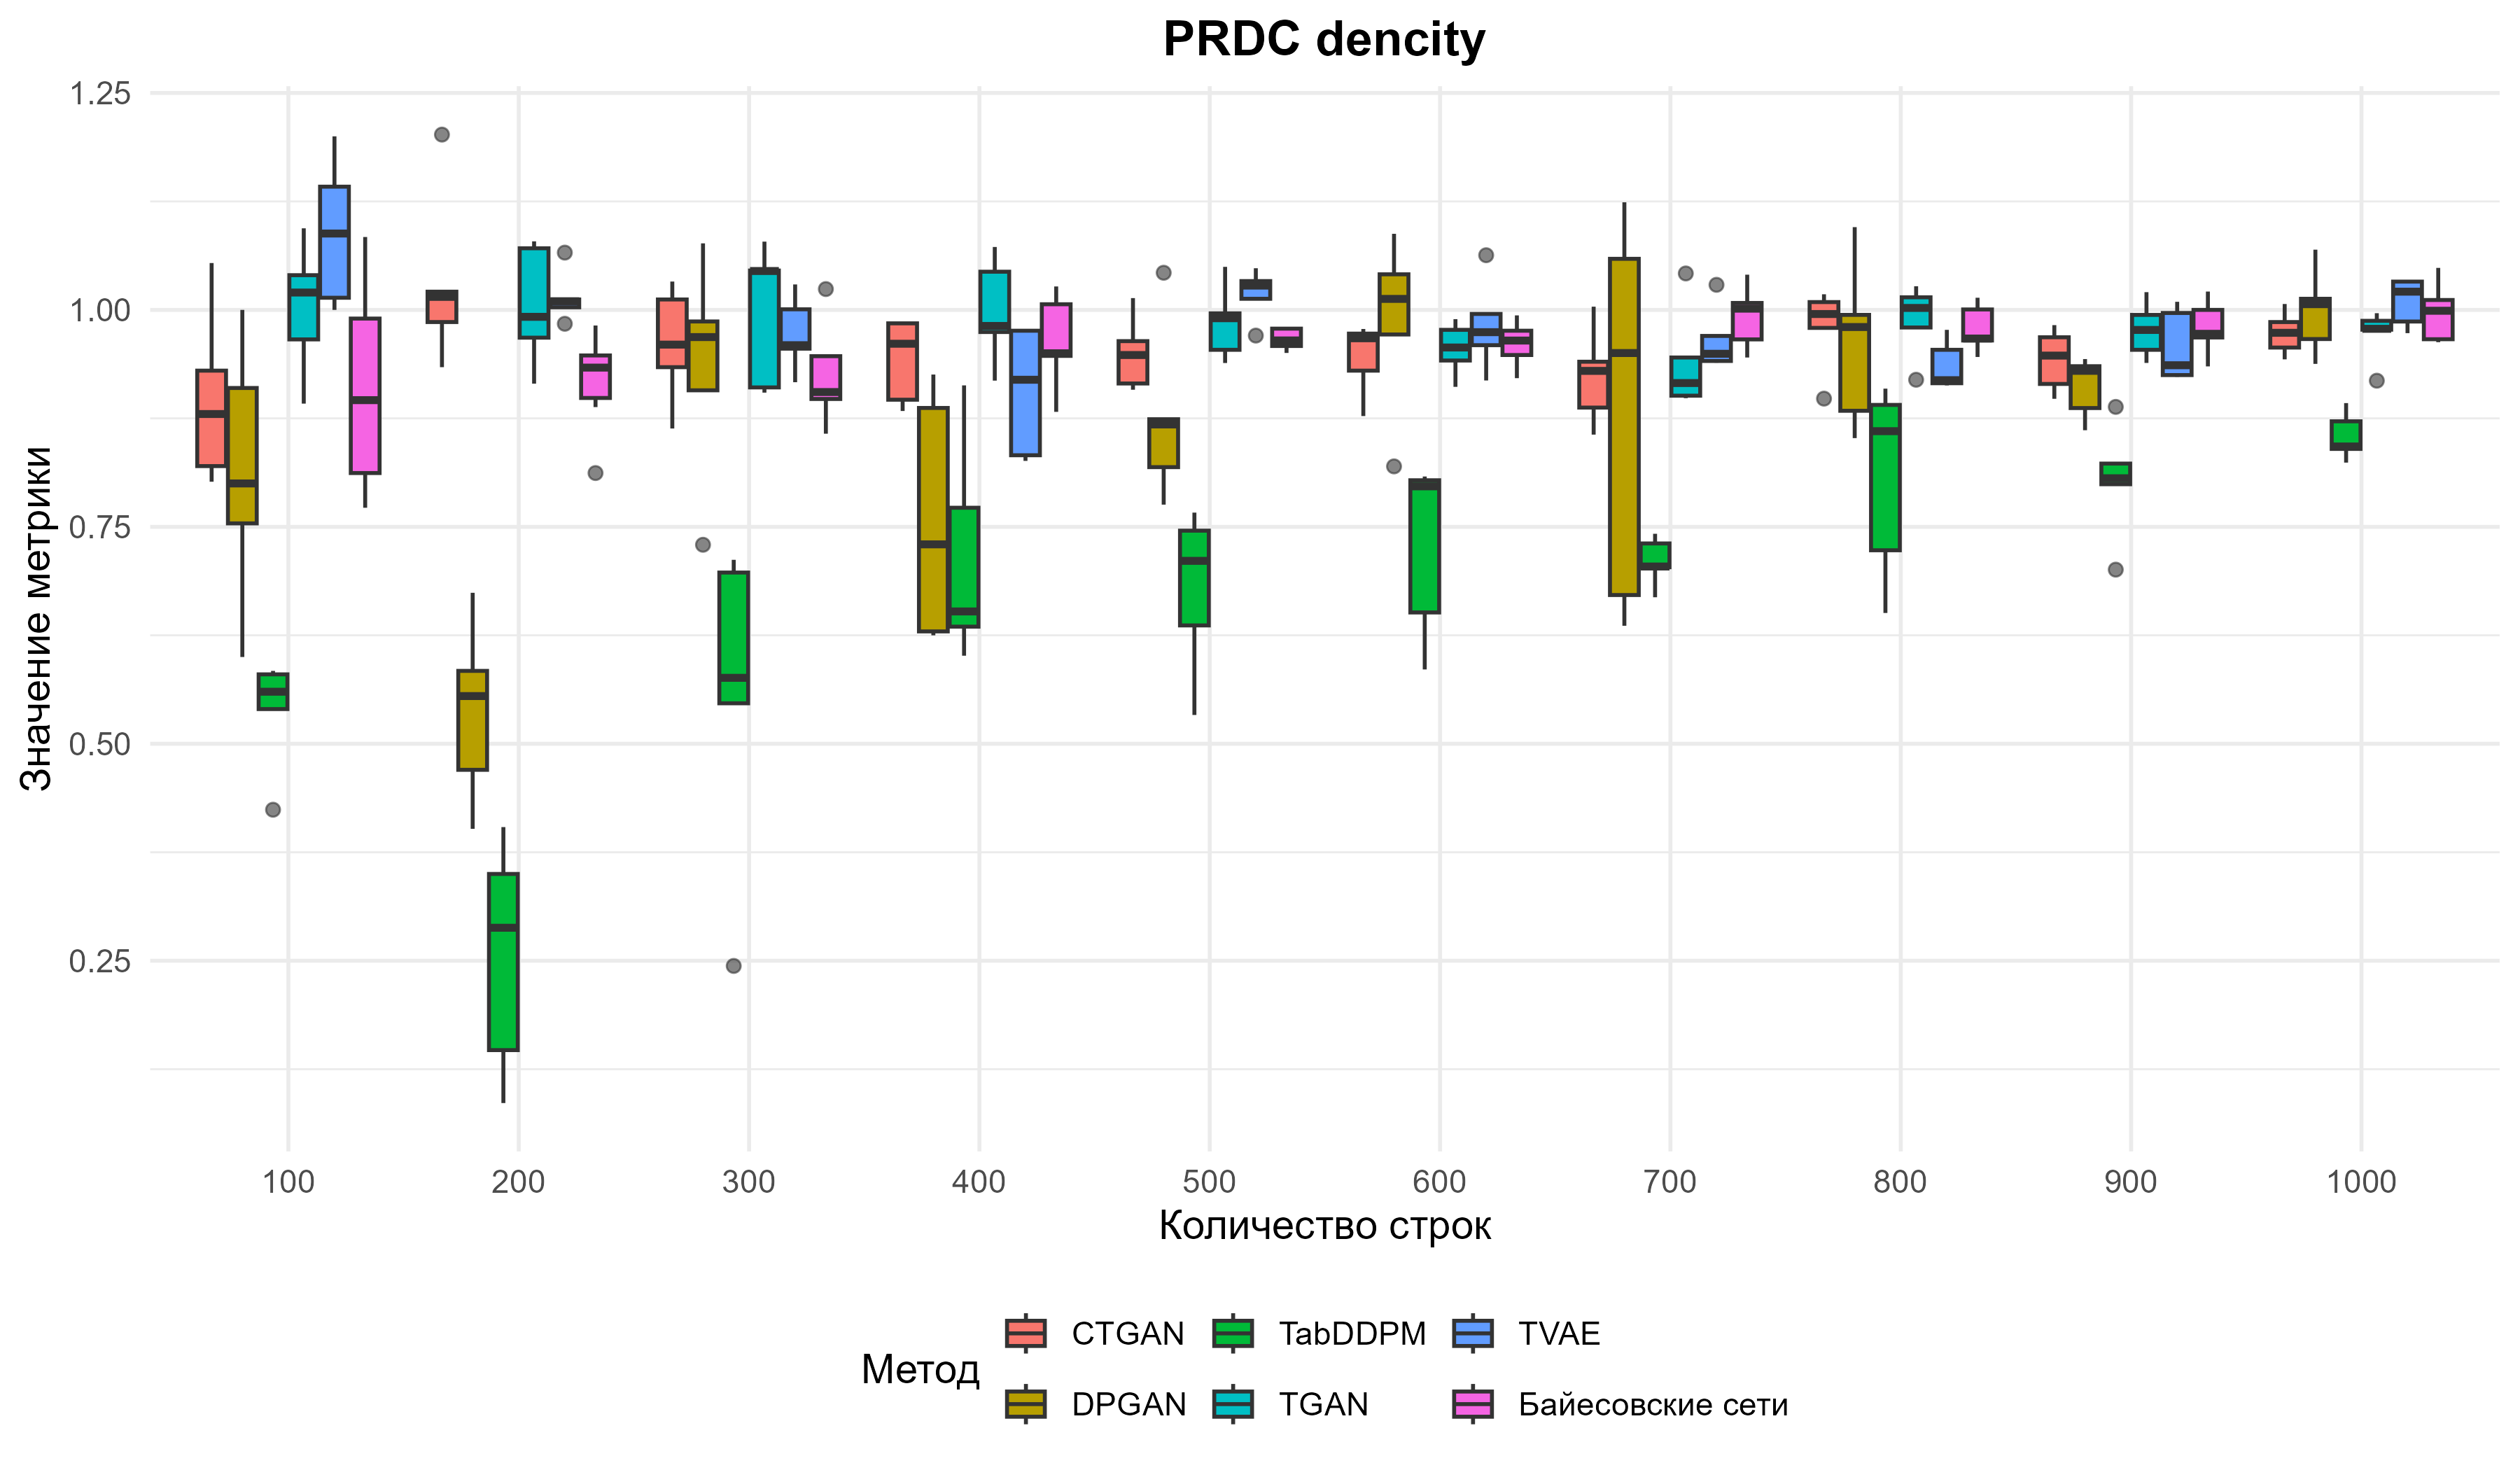 PRDC dencity
Значение метрики
1.25
1.00
0.75
0.50
0.25
100 200 300 400 500 600 700 800 900 1000
Количество строк
Метод
CTGAN TabDDPM TVAE
DPGAN TGAN Байесовские сети